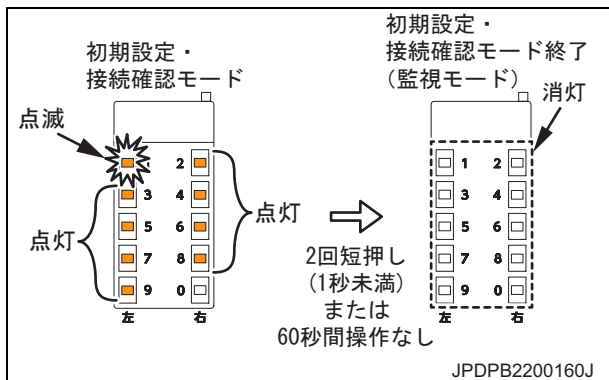 初期設定・
接続確認モード
点滅
2
3 4
5 6
7 8
9 0
左 右
点灯
点灯
2回短押し
(1秒未満)
または
60秒間操作なし
初期設定・
接続確認モード終了
(監視モード)
消灯
1 2
3 4
5 6
7 8
9 0
左 右
JPDPB2200160J